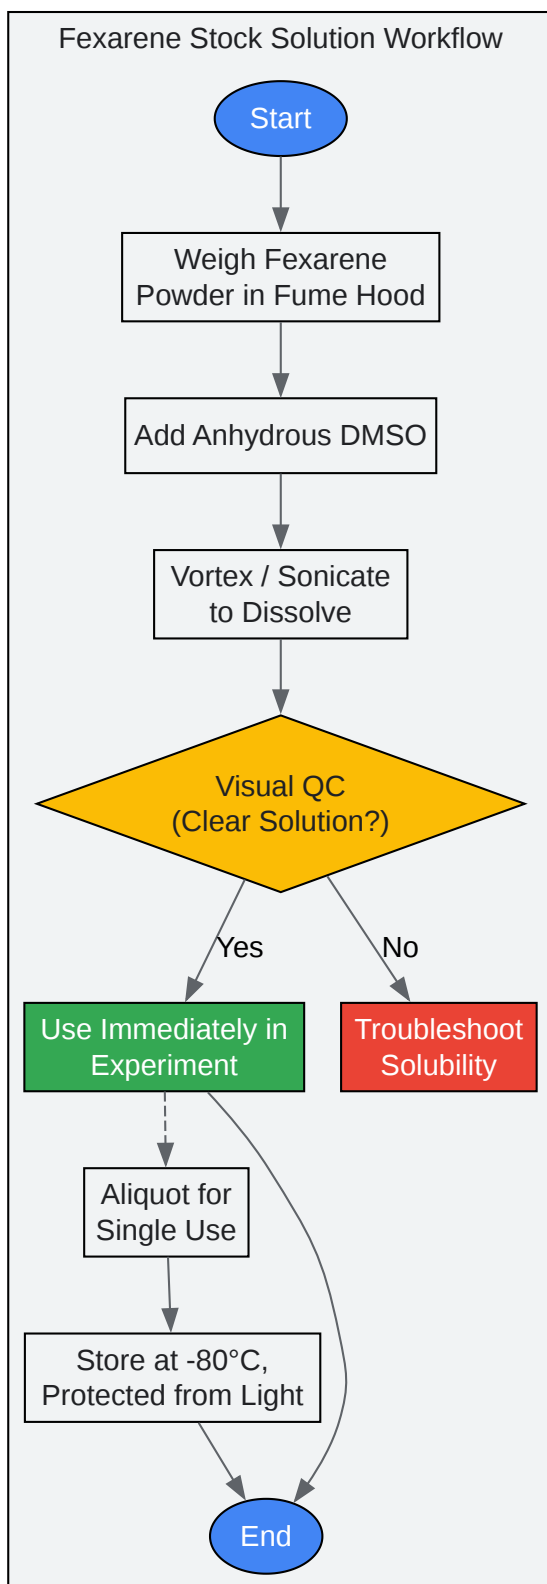 Fexarene Stock Solution Workflow
Start
Weigh Fexarene
Powder in Fume Hood
Add Anhydrous DMSO
Vortex / Sonicate
to Dissolve
Visual QC
(Clear Solution?)
Yes
No
Use Immediately in
Experiment
Troubleshoot
Solubility
Aliquot for
Single Use
Store at -80°C,
Protected from Light
End